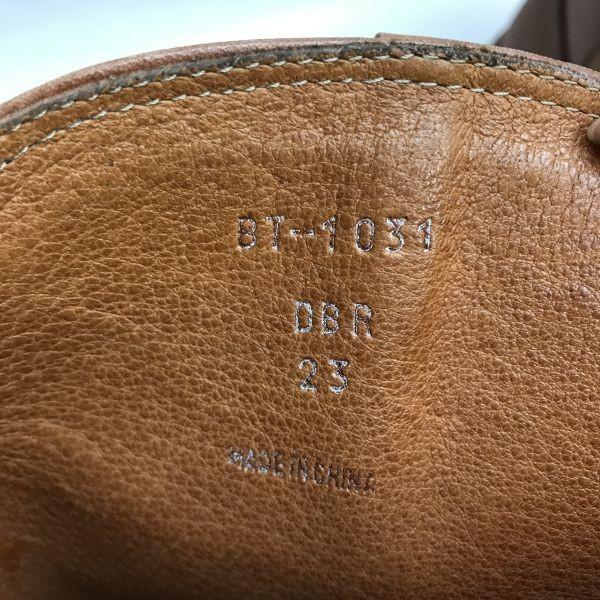 BT-1031
DBR
23
MADE IN CHINA